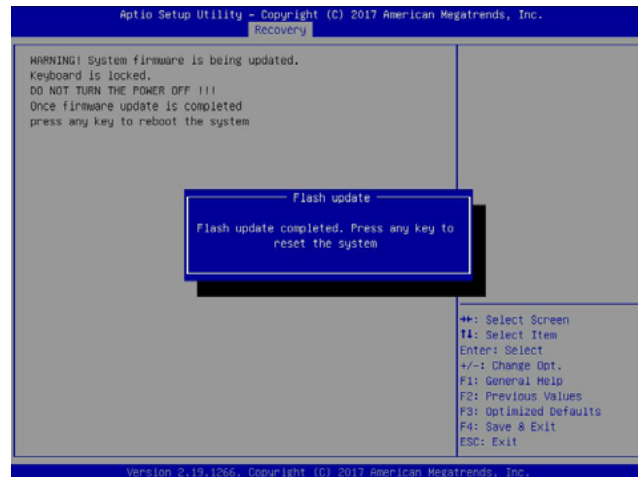 Aptio Setup Utility – Copyright (C) 2017 American Megatrends, Inc.
Recovery
WARNING! System firmware is being updated.
Keyboard is locked.
DO NOT TURN THE POWER OFF !!!
Once firmware update is completed
press any key to reboot the system
Flash update
Flash update completed. Press any key to
reset the system
→←: Select Screen
↑↓: Select Item
Enter: Select
+/-: Change Opt.
F1: General Help
F2: Previous Values
F3: Optimized Defaults
F4: Save & Exit
ESC: Exit
Version 2.19.1266. Copyright (C) 2017 American Megatrends, Inc.